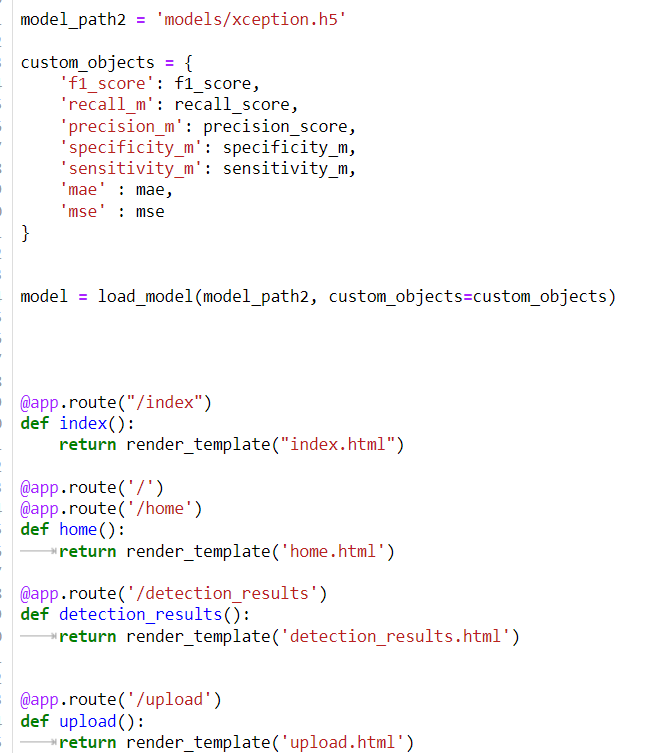 model_path2 = 'models/xception.h5'
custom_objects = {
    'f1_score': f1_score,
    'recall_m': recall_score,
    'precision_m': precision_score,
    'specificity_m': specificity_m,
    'sensitivity_m': sensitivity_m,
    'mae' : mae,
    'mse' : mse
}
model = load_model(model_path2, custom_objects=custom_objects)
@app.route("/index")
def index():
    return render_template("index.html")
@app.route('/')
@app.route('/home')
def home():
    return render_template('home.html')
@app.route('/detection_results')
def detection_results():
    return render_template('detection_results.html')
@app.route('/upload')
def upload():
    return render_template('upload.html')